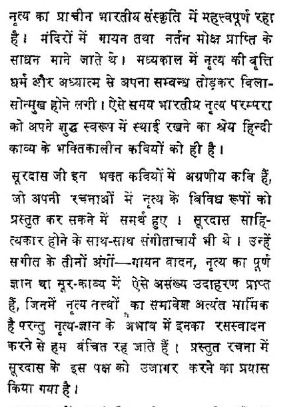 नृत्य का प्राचीन भारतीय संस्कृति में महत्त्वपूर्ण रहा
है। मंदिरों में गायन तथा नर्तन मोक्ष प्राप्ति के
साधन माने जाते थे। मध्यकाल में नृत्य की वृत्ति
धर्म और अध्यात्म से अपना सम्बन्ध तोड़कर विला-
सोन्मुख होने लगी। ऐसे समय भारतीय नृत्य परम्परा
को अपने शुद्ध स्वरूप में स्थाई रखने का श्रेय हिन्दी
काव्य के भक्तिकालीन कवियों को ही है।
सूरदास जी इन भक्त कवियों में अग्रणीय कवि हैं,
जो अपनी रचनाओं में नृत्य के विविध रूपों को
प्रस्तुत कर सकने में समर्थ हुए। सूरदास साहि-
त्यकार होने के साथ-साथ संगीताचार्य भी थे। उन्हें
सगीत के तीनों अंगों—गायन वादन, नृत्य का पूर्ण
ज्ञान था सूर-काव्य में ऐसे असंख्य उदाहरण प्राप्त
हैं, जिनमें नृत्य तत्त्वों का समावेश अत्यंत मार्मिक
है परन्तु नृत्य-ज्ञान के अभाव में इनका रसस्वादन
करने से हम वंचित रह जाते हैं। प्रस्तुत रचना में
सूरदास के इस पक्ष को उजागर करने का प्रयास
किया गया है।